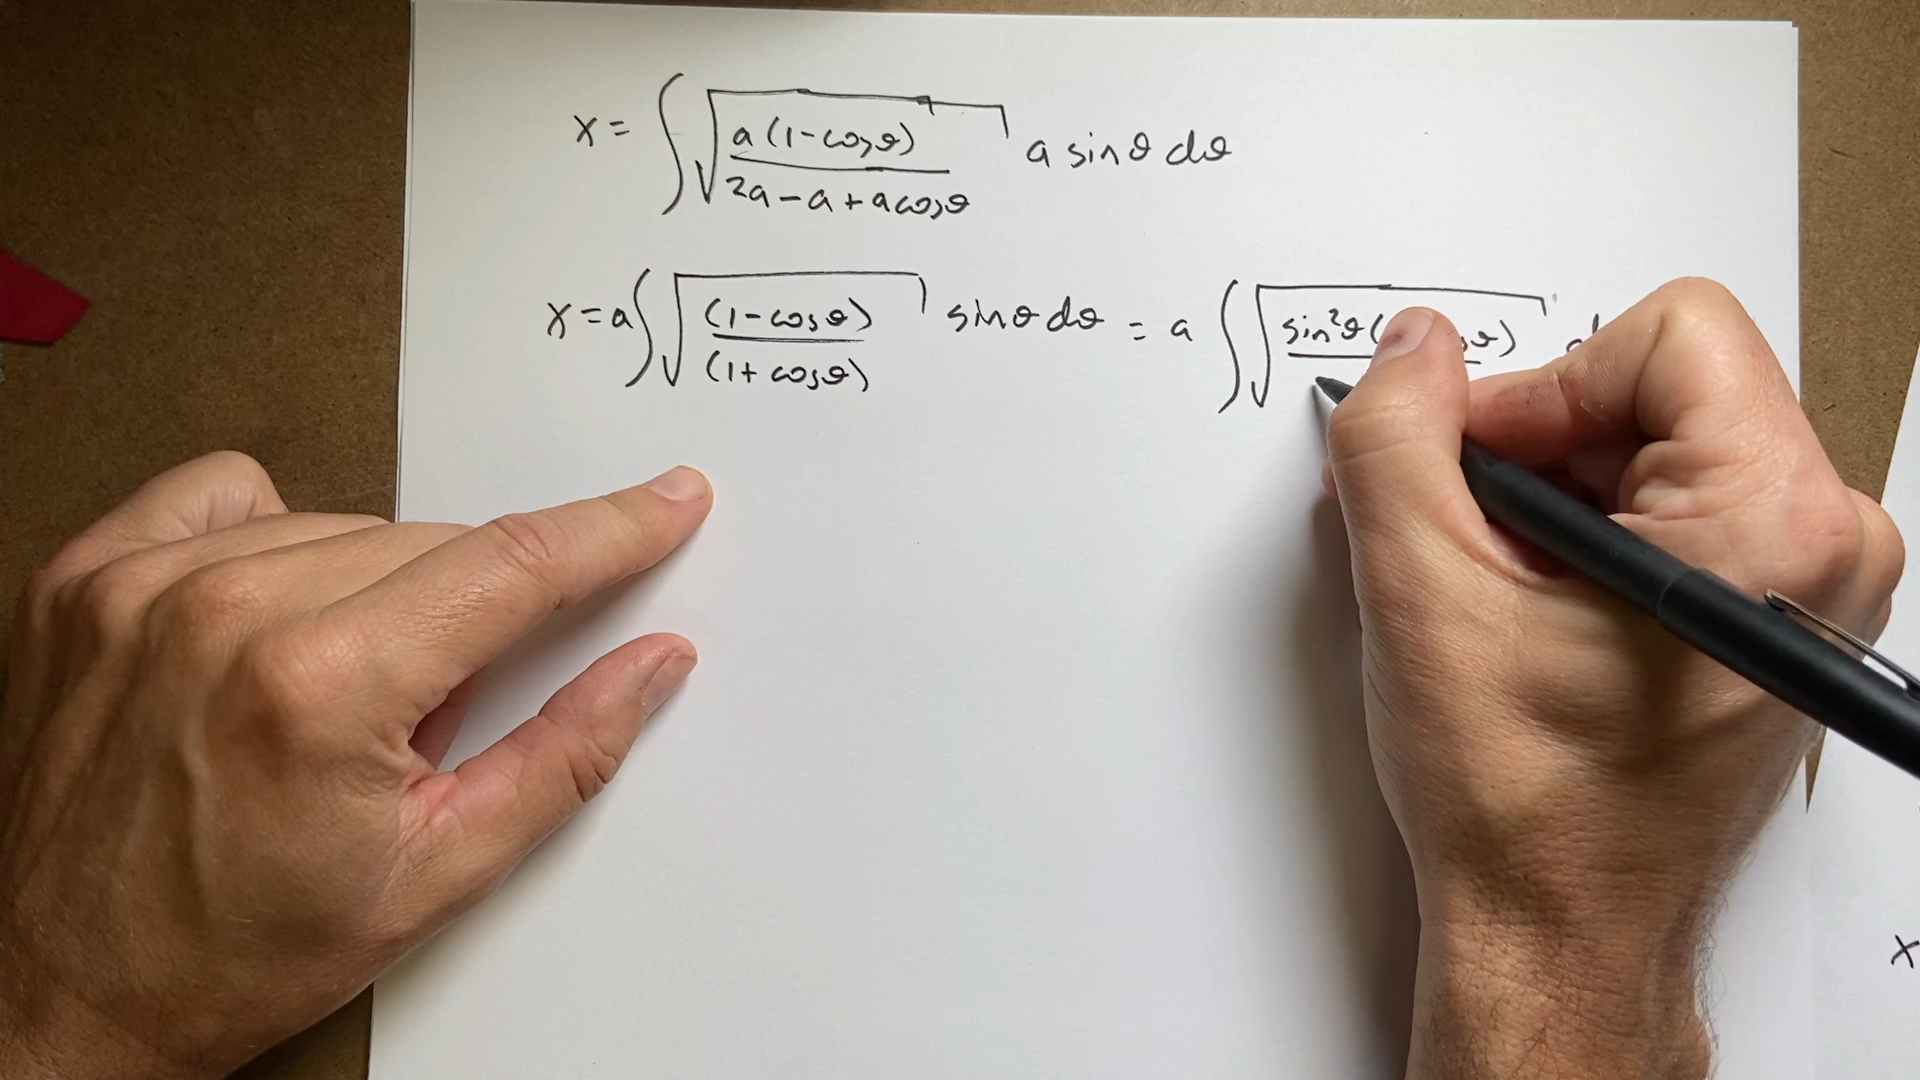 x = ∫ √(a(1-cosθ) / 2a-a+acosθ) a sinθ dθ
x = a ∫ √((1-cosθ) / (1+cosθ)) sinθ dθ = a ∫ √(sin²θ(
x